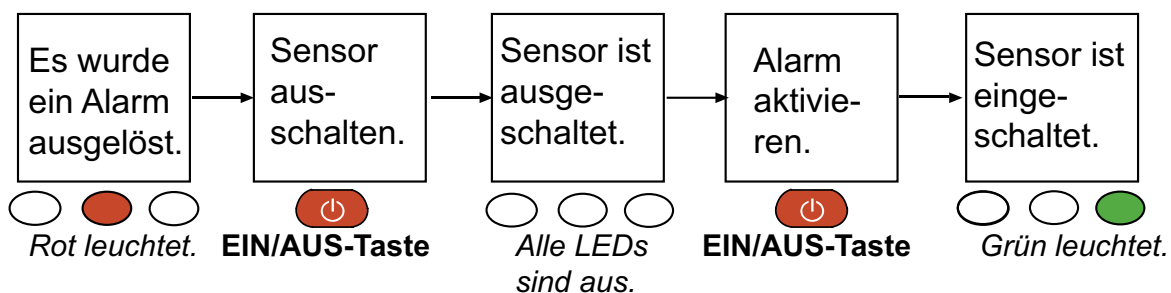 Es wurde
ein Alarm
ausgelöst.
Sensor
aus-
schalten.
Sensor ist
ausge-
schaltet.
Alarm
aktivie-
ren.
Sensor ist
einge-
schaltet.
Rot leuchtet.
EIN/AUS-Taste
Alle LEDs
sind aus.
EIN/AUS-Taste
Grün leuchtet.